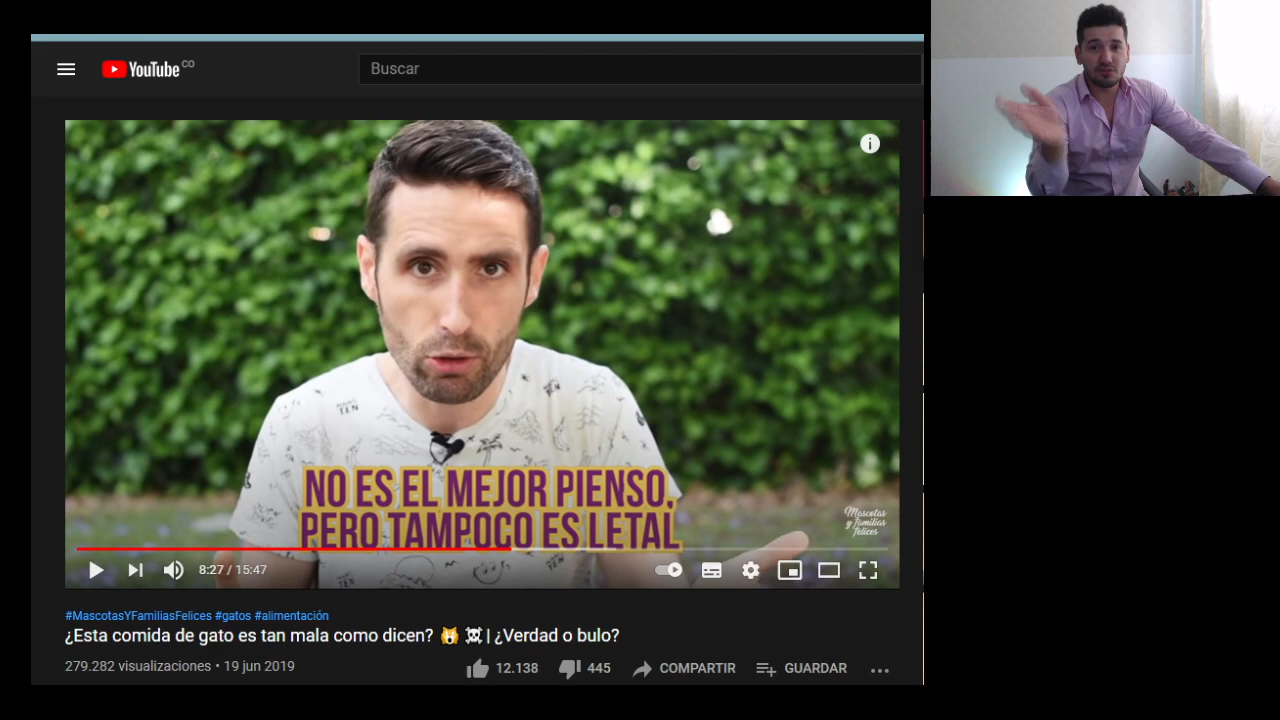 YouTube CO
Buscar
MAMO
TEN
NO ES EL MEJOR PIENSO,
PERO TAMPOCO ES LETAL
Mascotas
y familias
felices
8:27 / 15:47
#MascotasYFamiliasFelices #gatos #alimentación
¿Esta comida de gato es tan mala como dicen? 🙀 ☠ | ¿Verdad o bulo?
279.282 visualizaciones • 19 jun 2019
12.138
445
COMPARTIR
GUARDAR